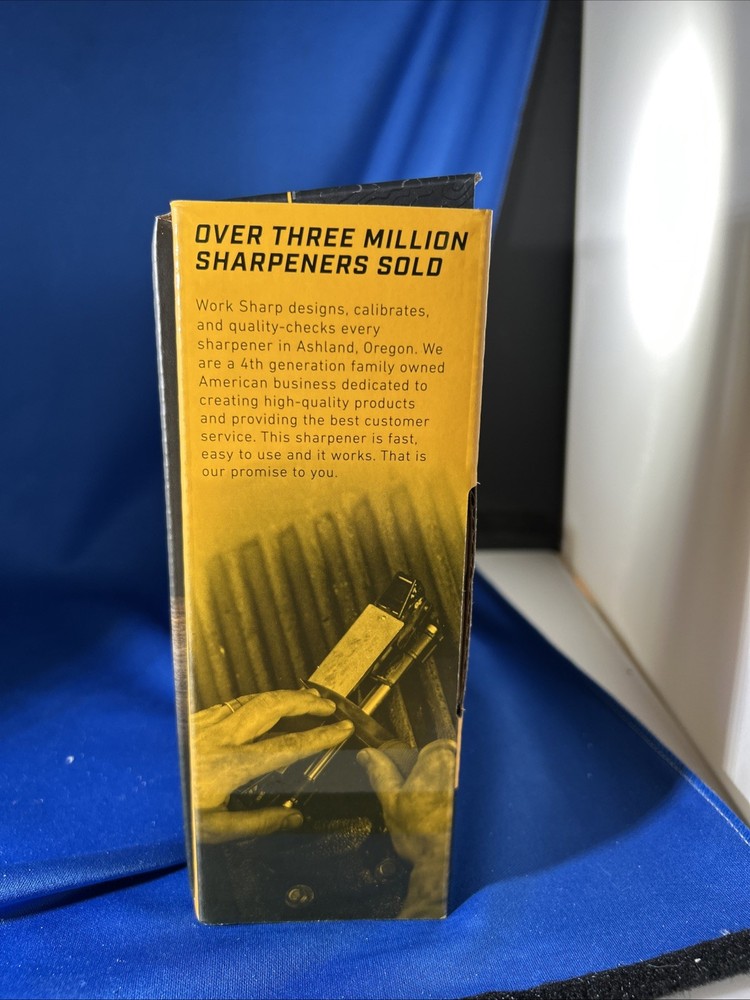 OVER THREE MILLION
SHARPENERS SOLD
Work Sharp designs, calibrates,
and quality-checks every
sharpener in Ashland, Oregon. We
are a 4th generation family owned
American business dedicated to
creating high-quality products
and providing the best customer
service. This sharpener is fast,
easy to use and it works. That is
our promise to you.